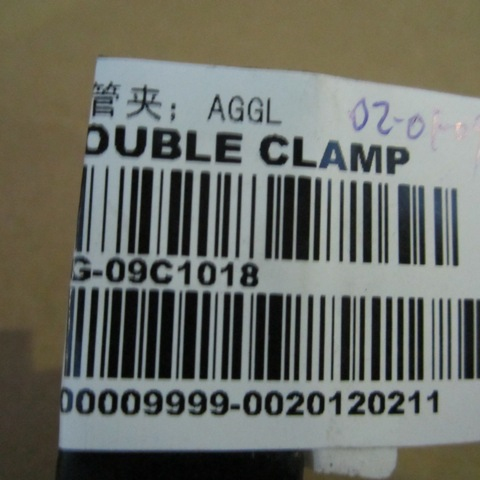 管夹; AGGL
OUBLE CLAMP
G-09C1018
00009999-0020120211